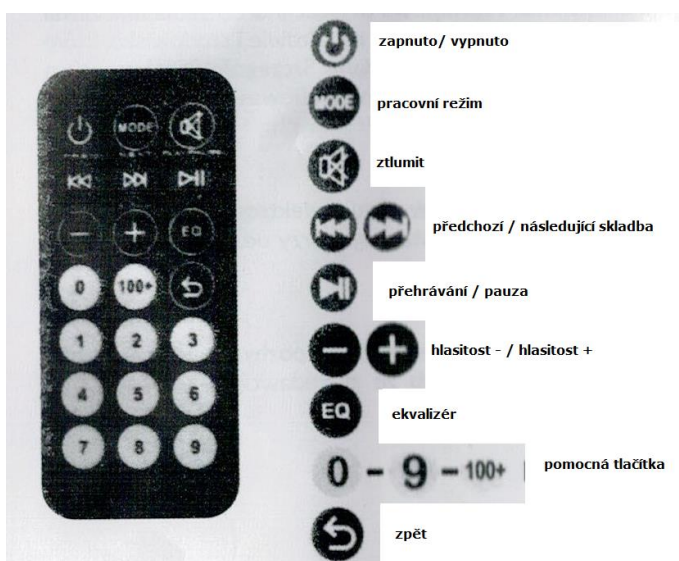 MODE
EQ
0 100+
1 2 3
4 5 6
7 8 9
zapnuto/ vypnuto
MODE pracovní režim
ztlumit
předchozí / následující skladba
přehrávání / pauza
hlasitost - / hlasitost +
EQ ekvalizér
0 - 9 - 100+ pomocná tlačítka
zpět